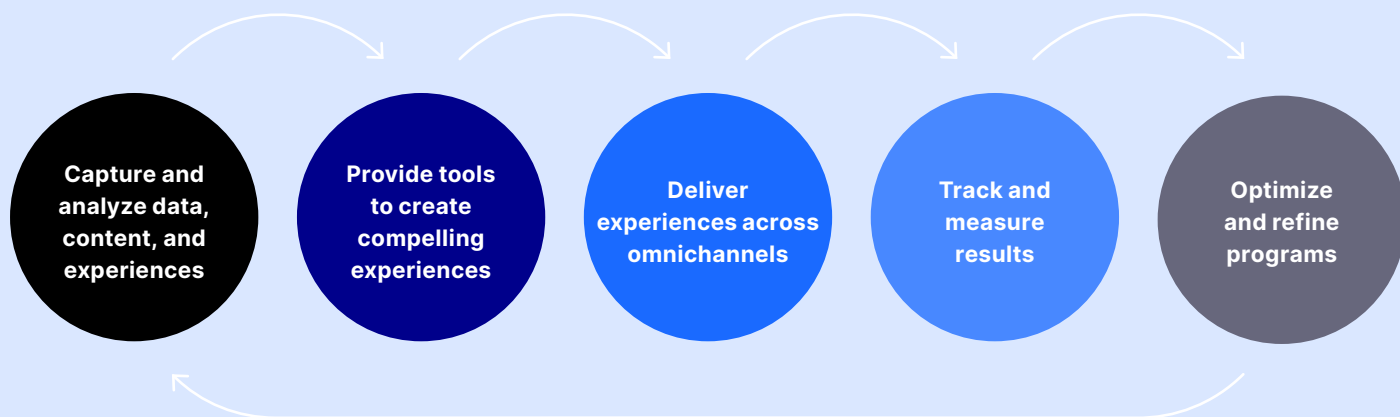 Capture and
analyze data,
content, and
experiences
Provide tools
to create
compelling
experiences
Deliver
experiences across
omnichannels
Track and
measure
results
Optimize
and refine
programs